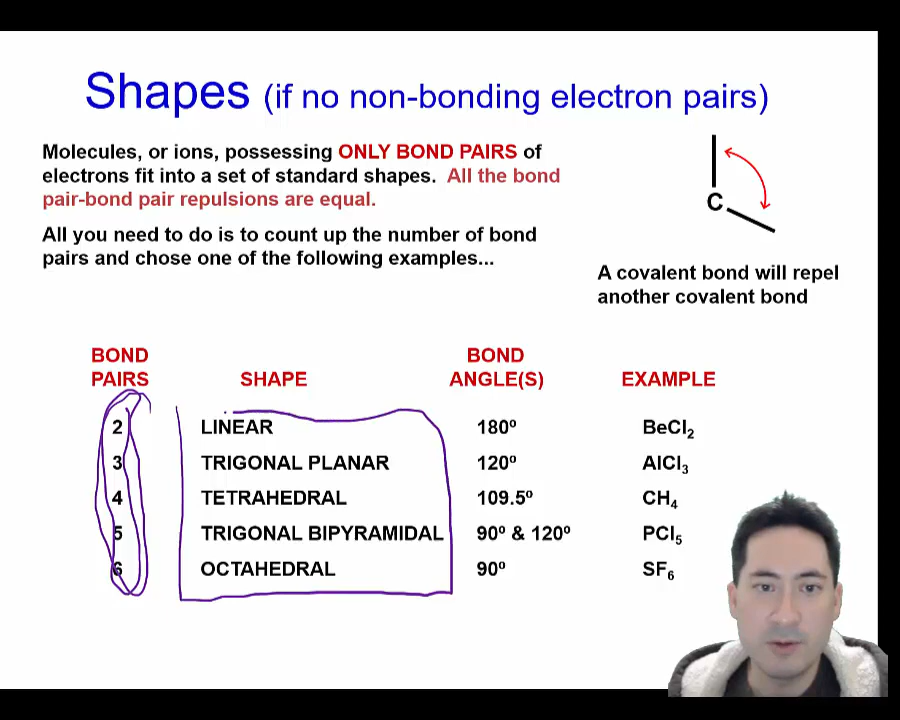 Shapes (if no non-bonding electron pairs)
Molecules, or ions, possessing ONLY BOND PAIRS of
electrons fit into a set of standard shapes. All the bond
pair-bond pair repulsions are equal.
All you need to do is to count up the number of bond
pairs and chose one of the following examples...
C
A covalent bond will repel
another covalent bond
BOND PAIRS SHAPE BOND ANGLE(S) EXAMPLE
2 LINEAR 180º BeCl₂
3 TRIGONAL PLANAR 120º AlCl₃
4 TETRAHEDRAL 109.5º CH₄
5 TRIGONAL BIPYRAMIDAL 90º & 120º PCl₅
6 OCTAHEDRAL 90º SF₆